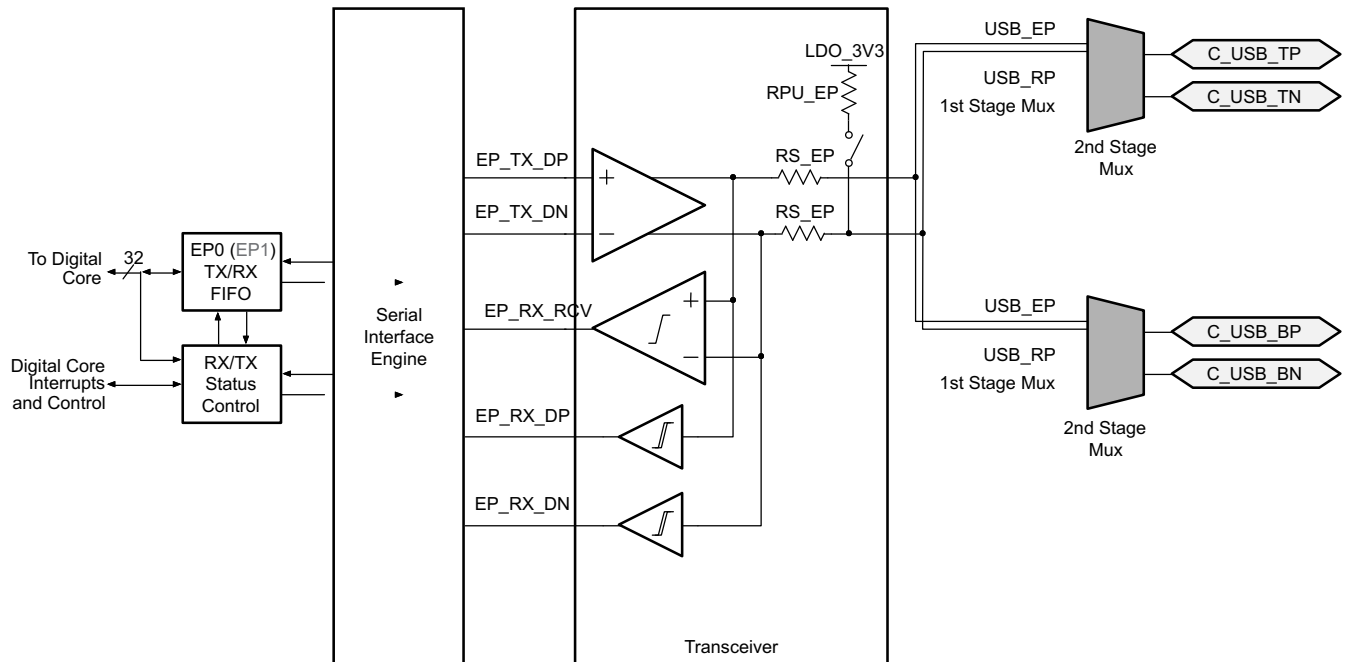 To Digital
Core
32
EP0 (EP1)
TX/RX
FIFO
Digital Core
Interrupts
and Control
RX/TX
Status
Control
Serial
Interface
Engine
EP_TX_DP
EP_TX_DN
EP_RX_RCV
EP_RX_DP
EP_RX_DN
+
−
+
−
LDO_3V3
RPU_EP
RS_EP
RS_EP
Transceiver
USB_EP
USB_RP
1st Stage Mux
2nd Stage
Mux
C_USB_TP
C_USB_TN
USB_EP
USB_RP
1st Stage Mux
2nd Stage
Mux
C_USB_BP
C_USB_BN